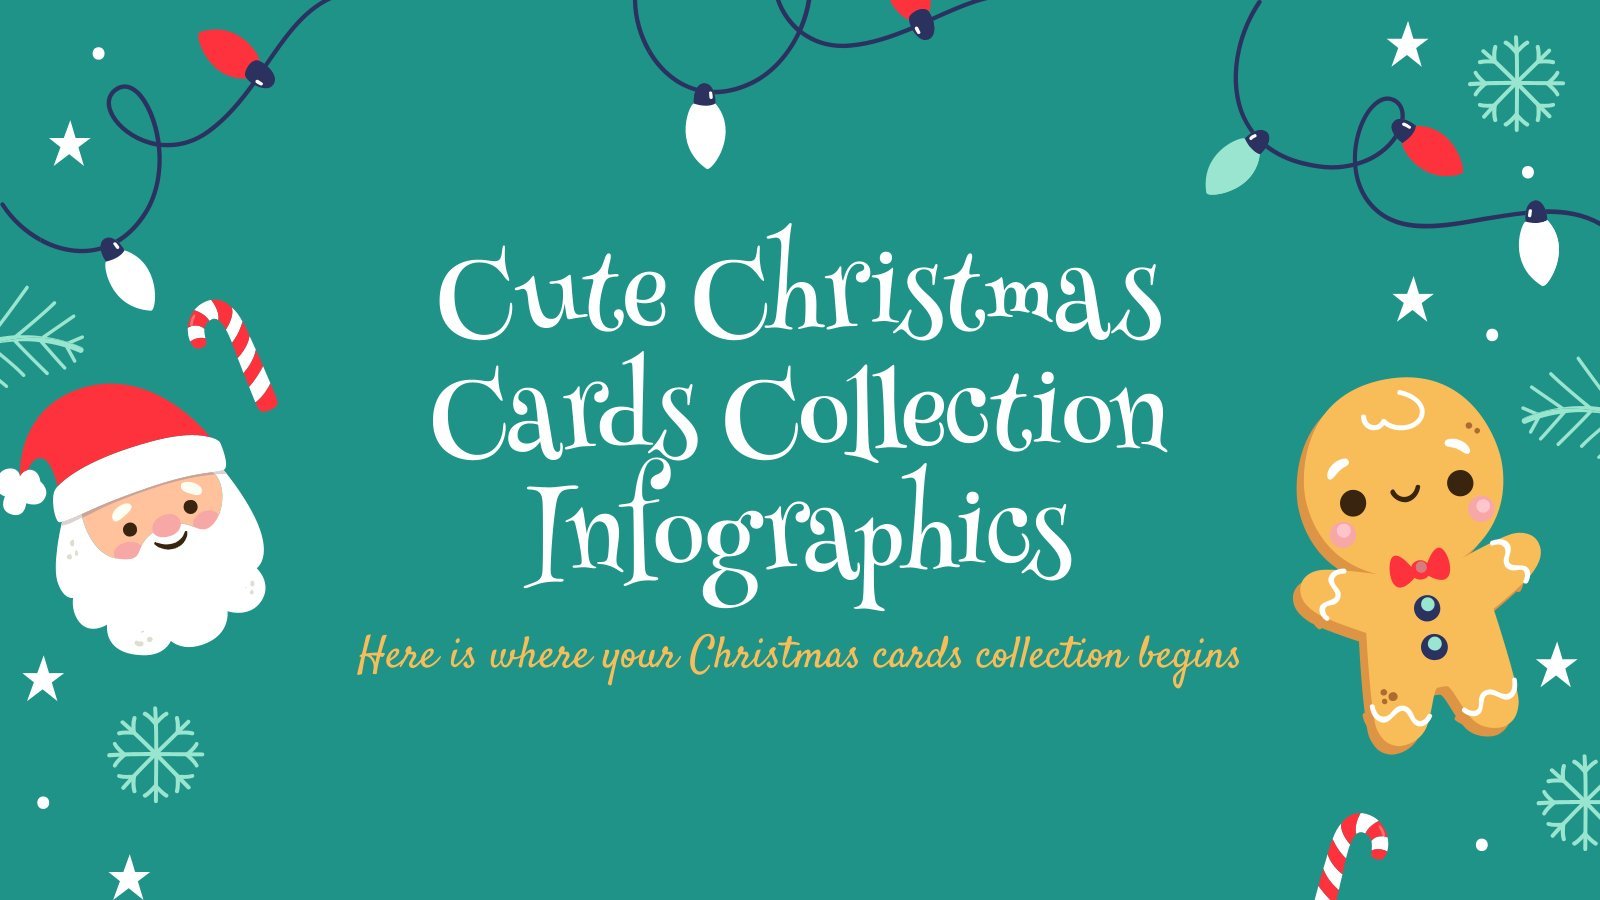 Cute Christmas
Cards Collection
Infographics
Here is where your Christmas cards collection begins